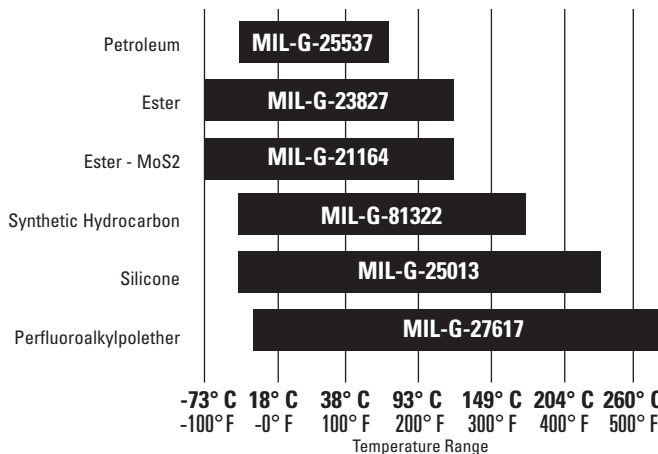 Petroleum MIL-G-25537
Ester MIL-G-23827
Ester - MoS2 MIL-G-21164
Synthetic Hydrocarbon MIL-G-81322
Silicone MIL-G-25013
Perfluoroalkylpolether MIL-G-27617
-73° C 18° C 38° C 93° C 149° C 204° C 260° C
-100° F -0° F 100° F 200° F 300° F 400° F 500° F
Temperature Range